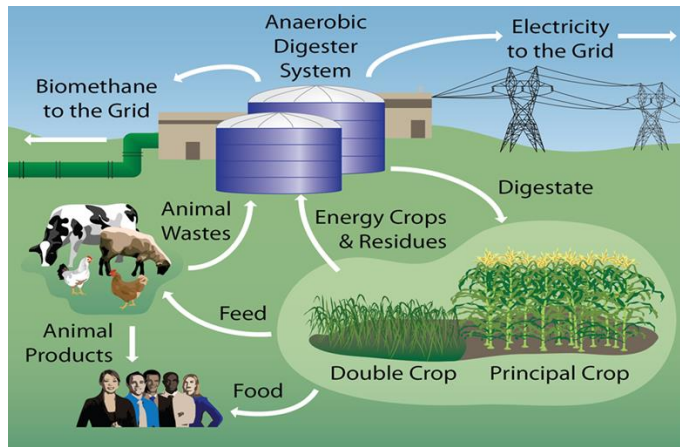 Anaerobic
Digester
System
Electricity
to the Grid
Biomethane
to the Grid
Animal
Wastes
Energy Crops
& Residues
Digestate
Feed
Animal
Products
Double Crop
Principal Crop
Food